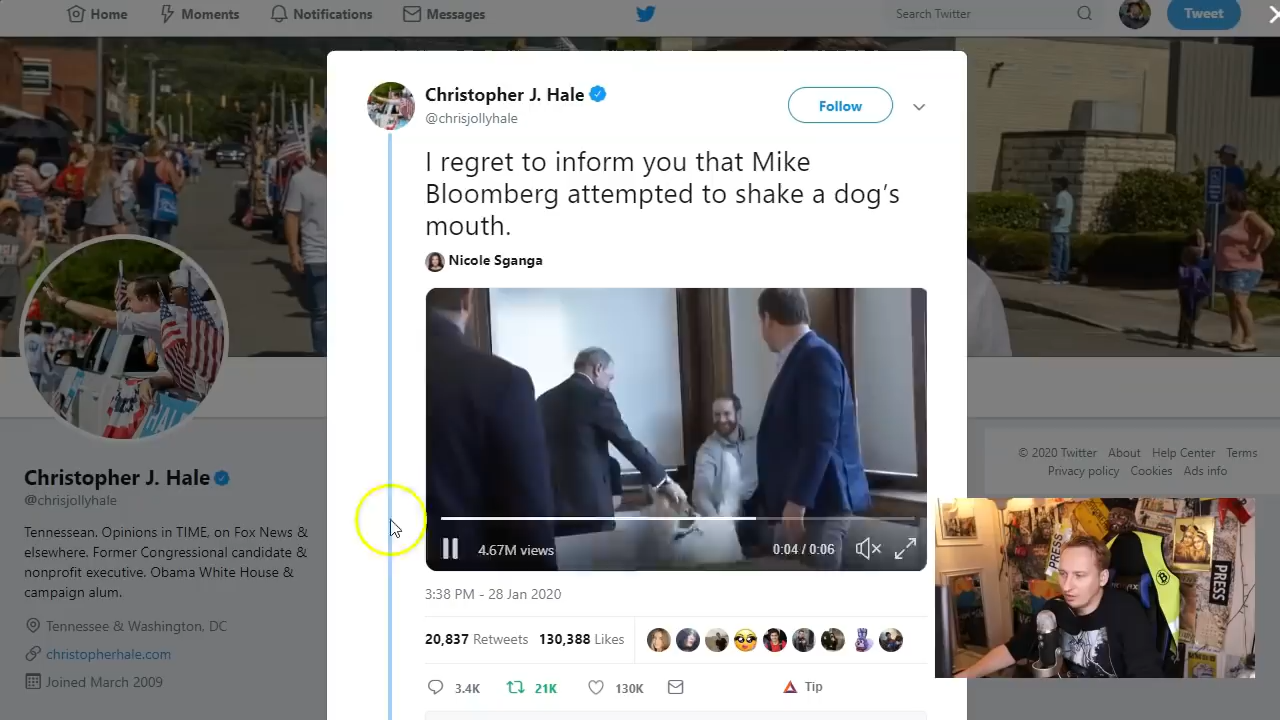 Home
Moments
Notifications
Messages
Search Twitter
Tweet
Christopher J. Hale
@chrisjollyhale
Follow
I regret to inform you that Mike
Bloomberg attempted to shake a dog’s
mouth.
Nicole Sganga
4.67M views
0:04 / 0:06
3:38 PM - 28 Jan 2020
20,837 Retweets 130,388 Likes
3.4K
21K
130K
Tip
HALE
Christopher J. Hale
@chrisjollyhale
Tennessean. Opinions in TIME, on Fox News &
elsewhere. Former Congressional candidate &
nonprofit executive. Obama White House &
campaign alum.
Tennessee & Washington, DC
christopherhale.com
Joined March 2009
© 2020 Twitter About Help Center Terms
Privacy policy Cookies Ads info
PRESS
PRESS